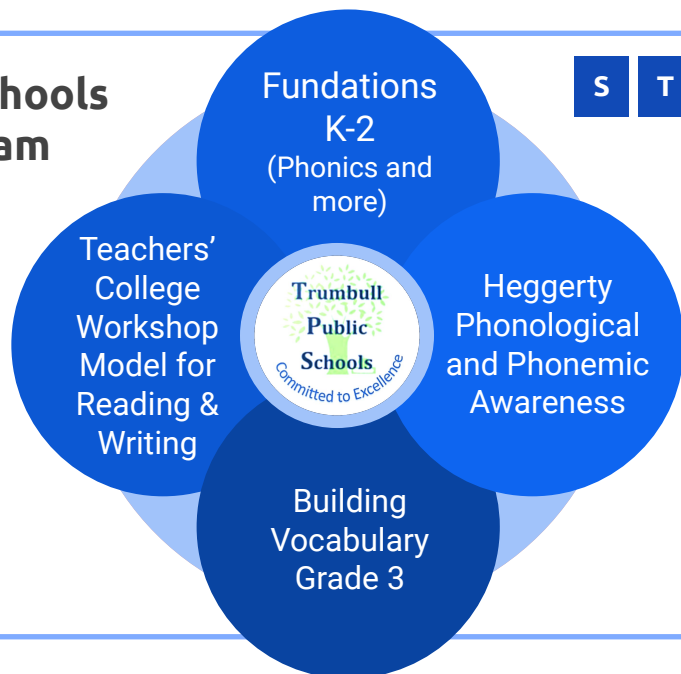 chools
am
S T
Fundations
K-2
(Phonics and
more)
Teachers’
College
Workshop
Model for
Reading &
Writing
Trumbull
Public
Schools
Committed to Excellence
Heggerty
Phonological
and Phonemic
Awareness
Building
Vocabulary
Grade 3